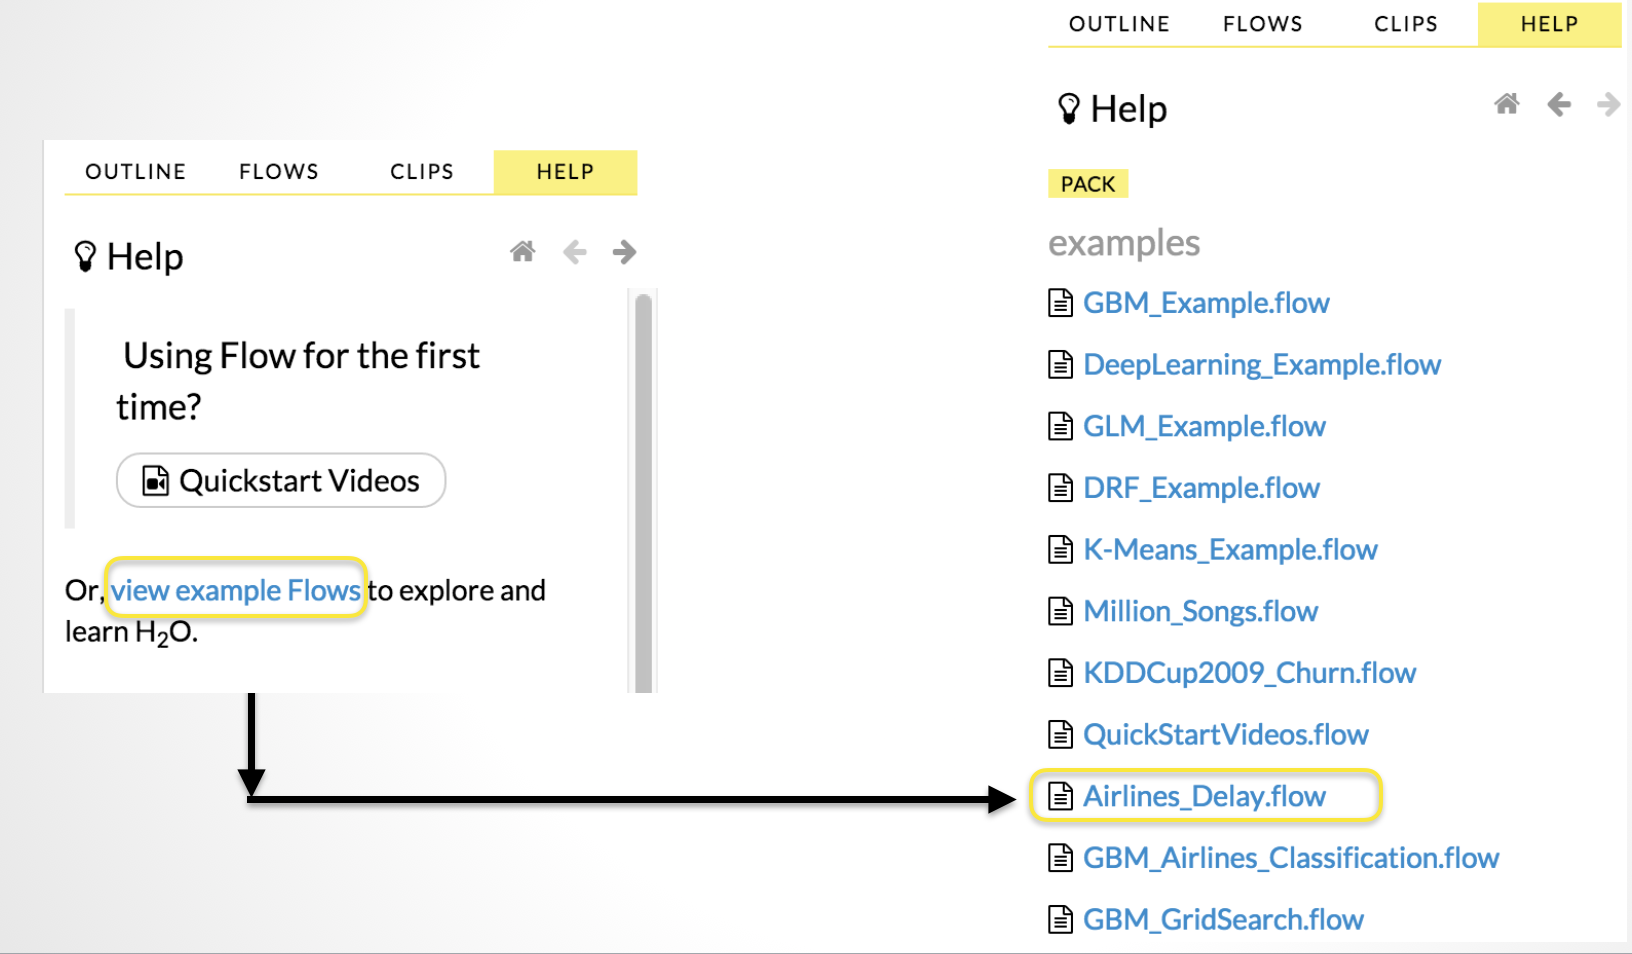 OUTLINE FLOWS CLIPS HELP
Help
Using Flow for the first
time?
Quickstart Videos
Or, view example Flows to explore and
learn H₂O.
OUTLINE FLOWS CLIPS HELP
Help
PACK
examples
GBM_Example.flow
DeepLearning_Example.flow
GLM_Example.flow
DRF_Example.flow
K-Means_Example.flow
Million_Songs.flow
KDDCup2009_Churn.flow
QuickStartVideos.flow
Airlines_Delay.flow
GBM_Airlines_Classification.flow
GBM_GridSearch.flow